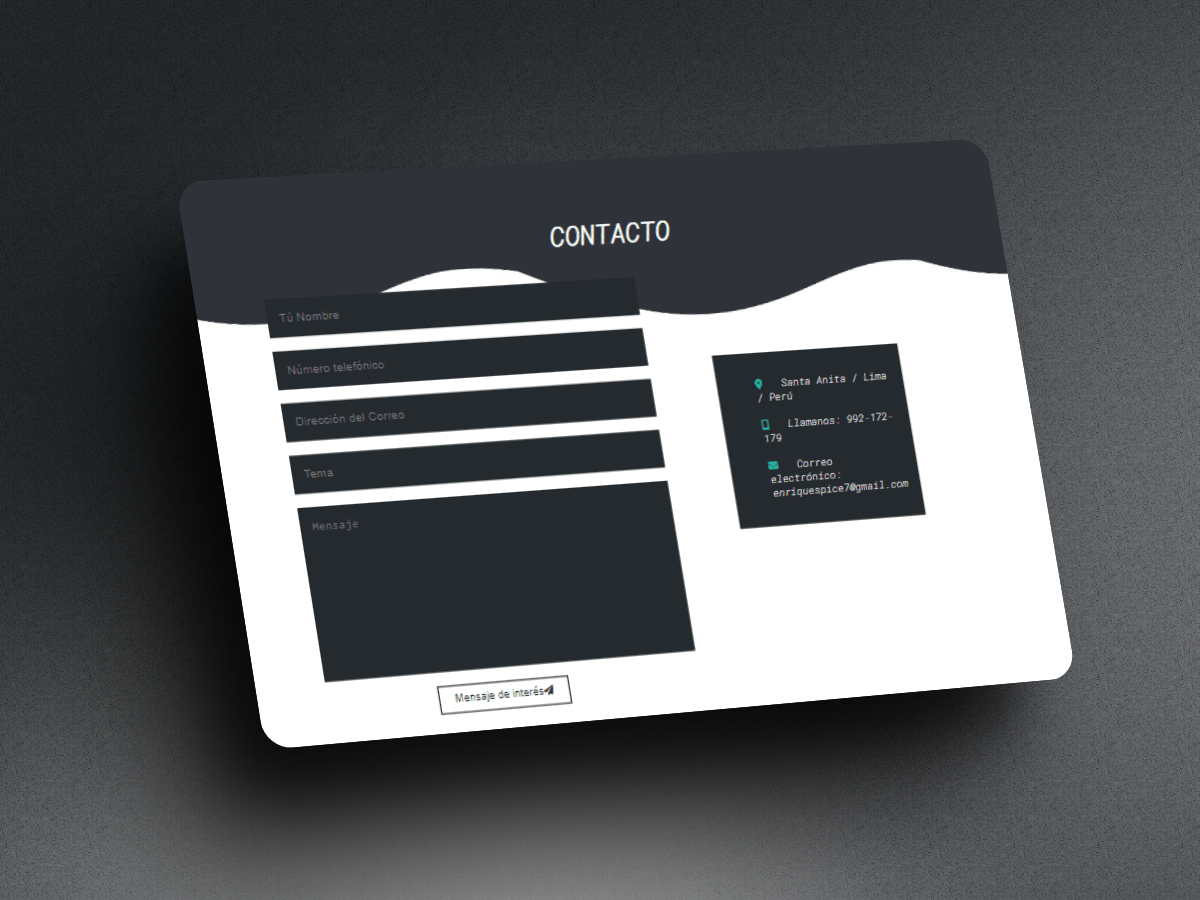 CONTACTO
Tú Nombre
Número telefónico
Dirección del Correo
Tema
Mensaje
Mensaje de interés
Santa Anita / Lima
/ Perú
Llamanos: 992-172-
179
Correo
electrónico:
enriquespice7@gmail.com